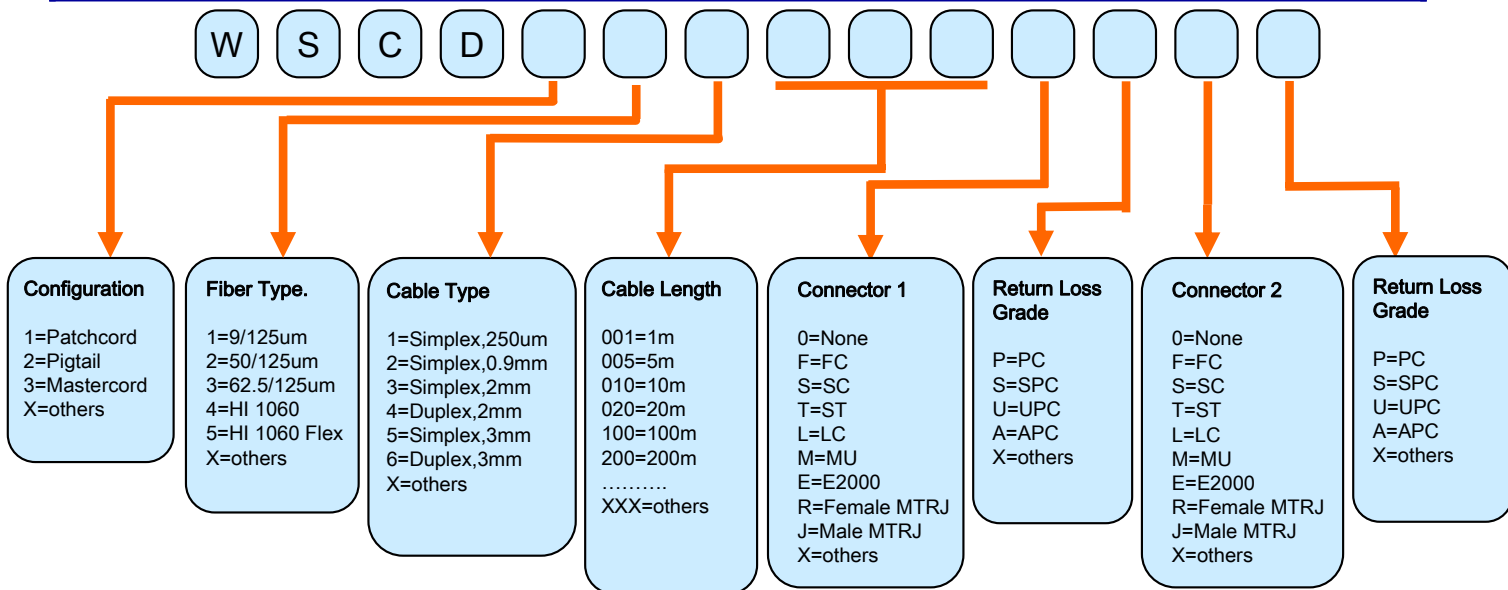 W S C D
Configuration
1=Patchcord
2=Pigtail
3=Mastercord
X=others
Fiber Type.
1=9/125um
2=50/125um
3=62.5/125um
4=HI 1060
5=HI 1060 Flex
X=others
Cable Type
1=Simplex,250um
2=Simplex,0.9mm
3=Simplex,2mm
4=Duplex,2mm
5=Simplex,3mm
6=Duplex,3mm
X=others
Cable Length
001=1m
005=5m
010=10m
020=20m
100=100m
200=200m
……….
XXX=others
Connector 1
0=None
F=FC
S=SC
T=ST
L=LC
M=MU
E=E2000
R=Female MTRJ
J=Male MTRJ
X=others
Return Loss
Grade
P=PC
S=SPC
U=UPC
A=APC
X=others
Connector 2
0=None
F=FC
S=SC
T=ST
L=LC
M=MU
E=E2000
R=Female MTRJ
J=Male MTRJ
X=others
Return Loss
Grade
P=PC
S=SPC
U=UPC
A=APC
X=others